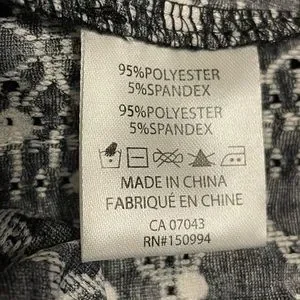 95%POLYESTER
5%SPANDEX
95%POLYESTER
5%SPANDEX
MADE IN CHINA
FABRIQUÉ EN CHINE
CA 07043
RN#150994